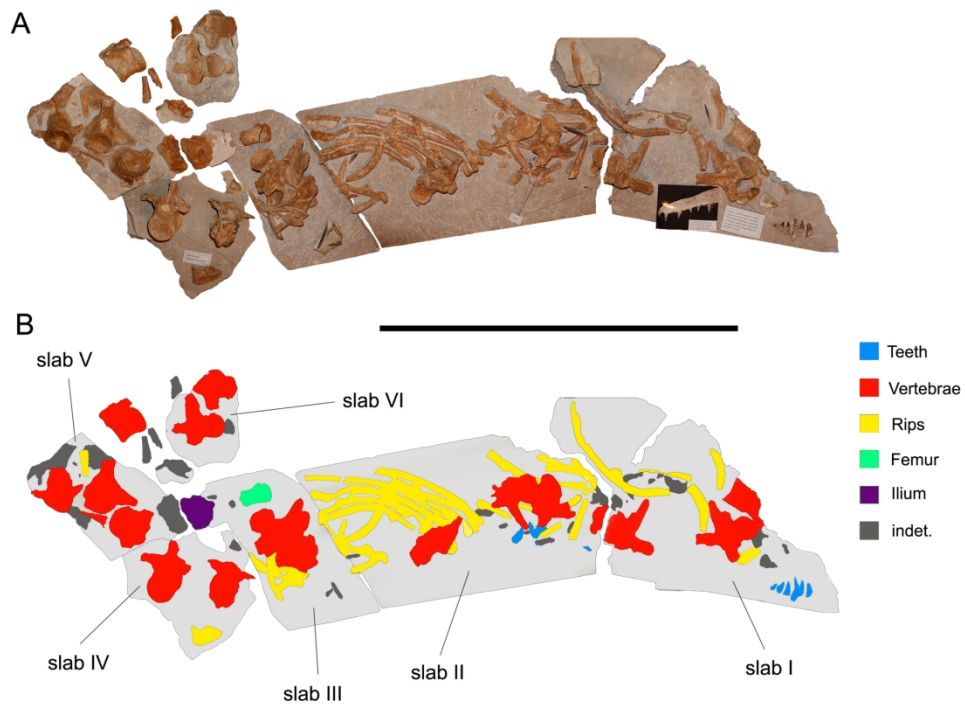 A
B
slab V
slab VI
slab IV
slab III
slab II
slab I
Teeth
Vertebrae
Rips
Femur
Ilium
indet.